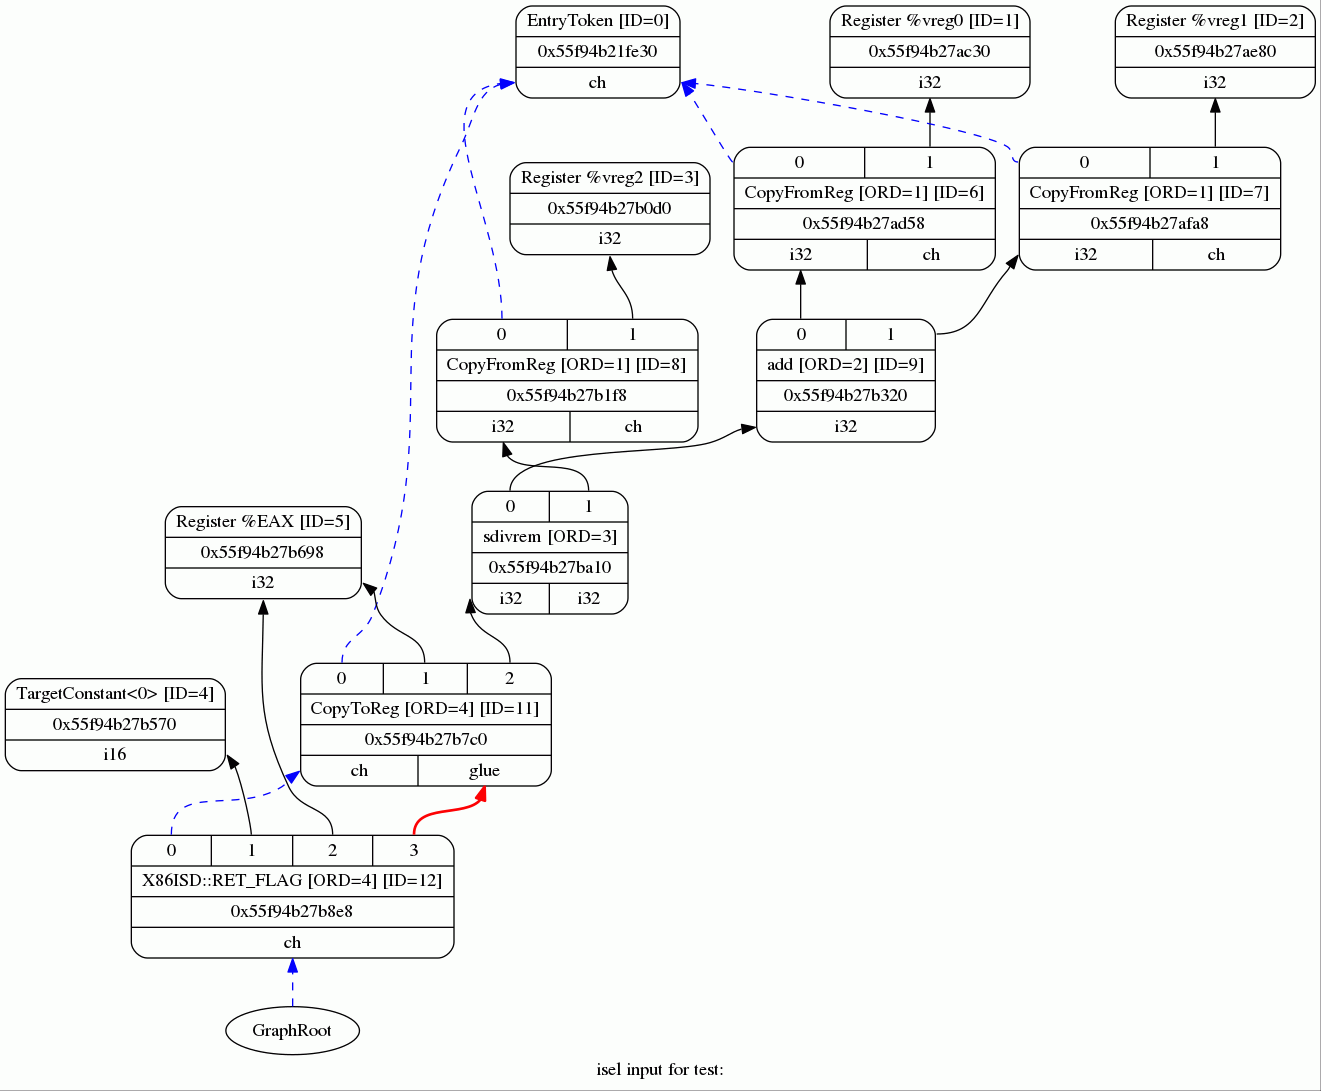 EntryToken [ID=0]
0x55f94b21fe30
ch
Register %vreg0 [ID=1]
0x55f94b27ac30
i32
Register %vreg1 [ID=2]
0x55f94b27ae80
i32
0 1
CopyFromReg [ORD=1] [ID=6]
0x55f94b27ad58
i32 ch
0 1
CopyFromReg [ORD=1] [ID=7]
0x55f94b27afa8
i32 ch
Register %vreg2 [ID=3]
0x55f94b27b0d0
i32
0 1
CopyFromReg [ORD=1] [ID=8]
0x55f94b27b1f8
i32 ch
0 1
add [ORD=2] [ID=9]
0x55f94b27b320
i32
0 1
sdivrem [ORD=3]
0x55f94b27ba10
i32 i32
Register %EAX [ID=5]
0x55f94b27b698
i32
0 1 2
CopyToReg [ORD=4] [ID=11]
0x55f94b27b7c0
ch glue
TargetConstant<0> [ID=4]
0x55f94b27b570
i16
0 1 2 3
X86ISD::RET_FLAG [ORD=4] [ID=12]
0x55f94b27b8e8
ch
GraphRoot
isel input for test: